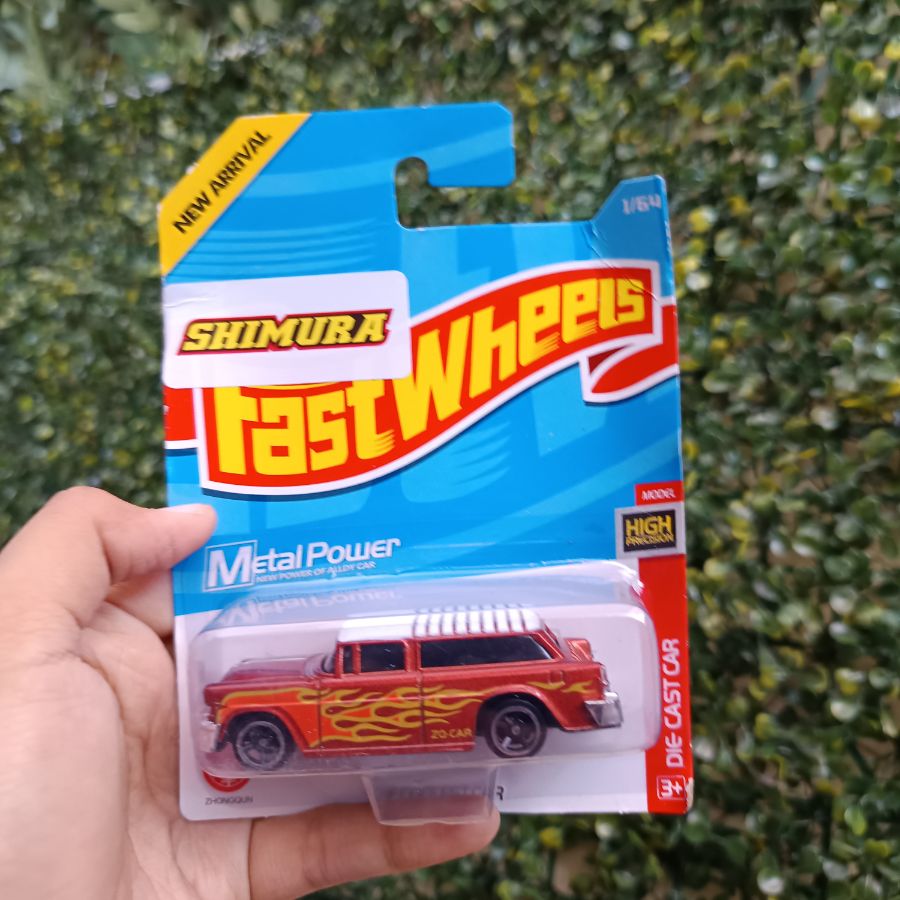 NEW ARRIVAL
1/64
SHIMURA
fastWheels
MODEL
HIGH
PRECISION
Metal Power
NEW POWER OF ALLOY CAR
ZQ-CAR
DIE-CAST CAR
3+
ZHONGQUN